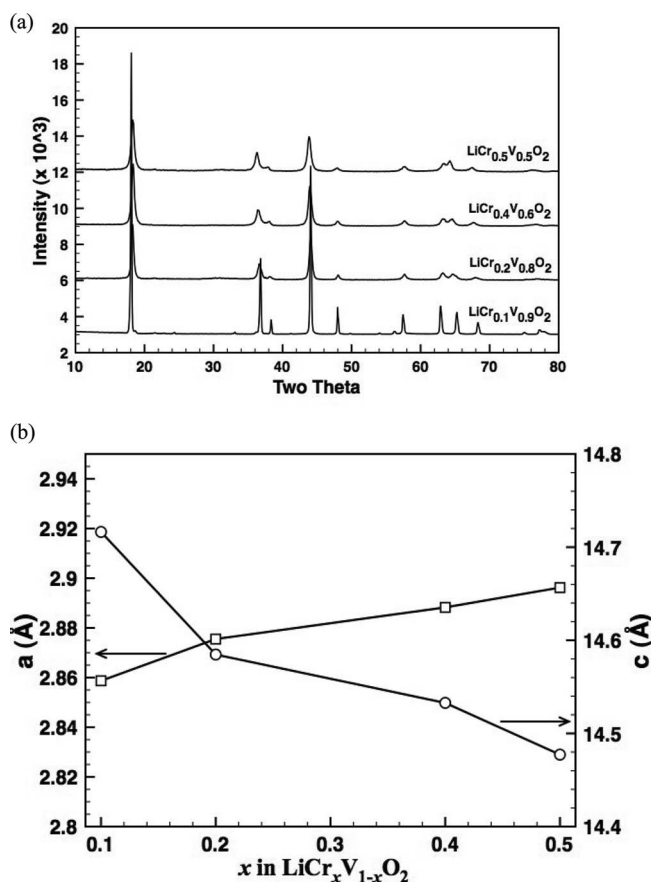 (a)
20
18
16
14
12
10
8
6
4
2
Intensity (x 10^3)
LiCr0.5V0.5O2
LiCr0.4V0.6O2
LiCr0.2V0.8O2
LiCr0.1V0.9O2
10 20 30 40 50 60 70 80
Two Theta
(b)
2.94
2.92
2.9
2.88
2.86
2.84
2.82
2.8
a (Å)
14.8
14.7
14.6
14.5
14.4
c (Å)
0.1 0.2 0.3 0.4 0.5
x in LiCrxV1-xO2